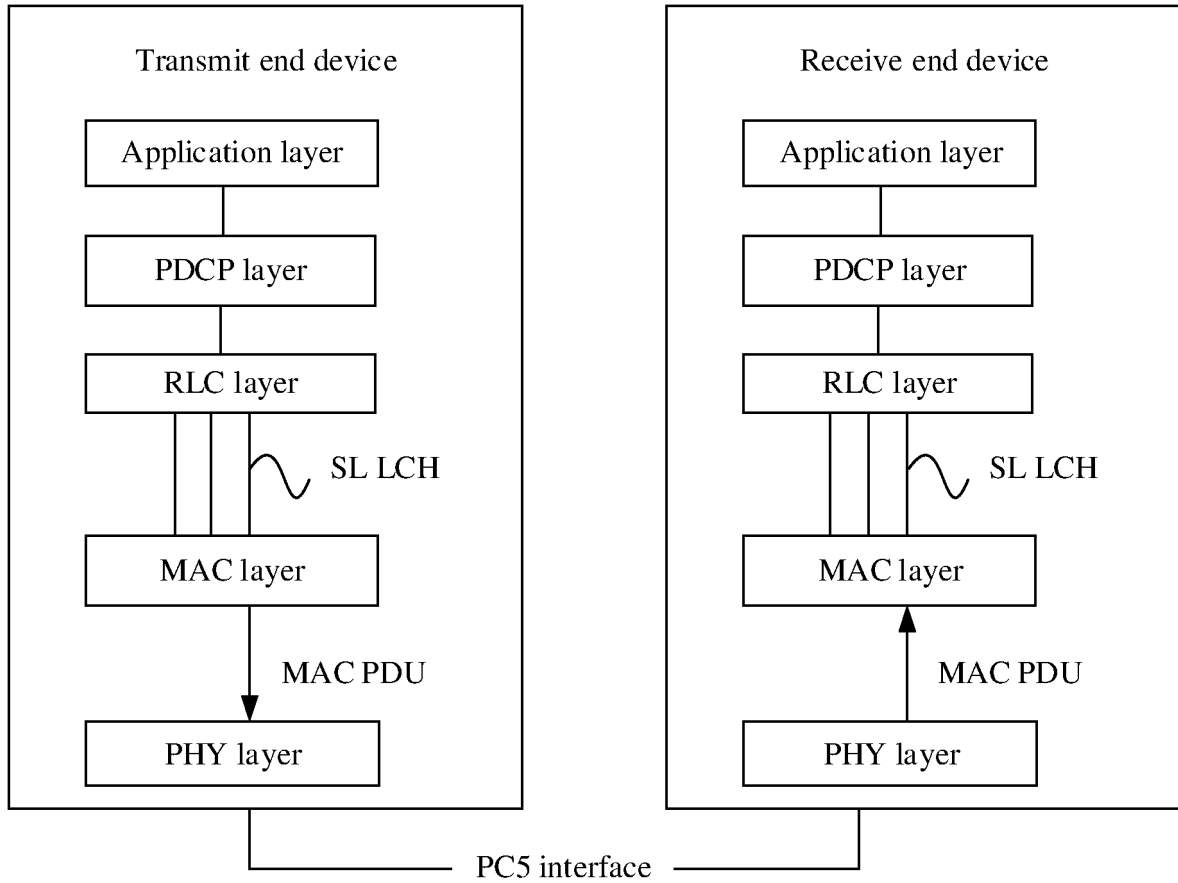 Transmit end device
Application layer
PDCP layer
RLC layer
SL LCH
MAC layer
MAC PDU
PHY layer
Receive end device
Application layer
PDCP layer
RLC layer
SL LCH
MAC layer
MAC PDU
PHY layer
PC5 interface